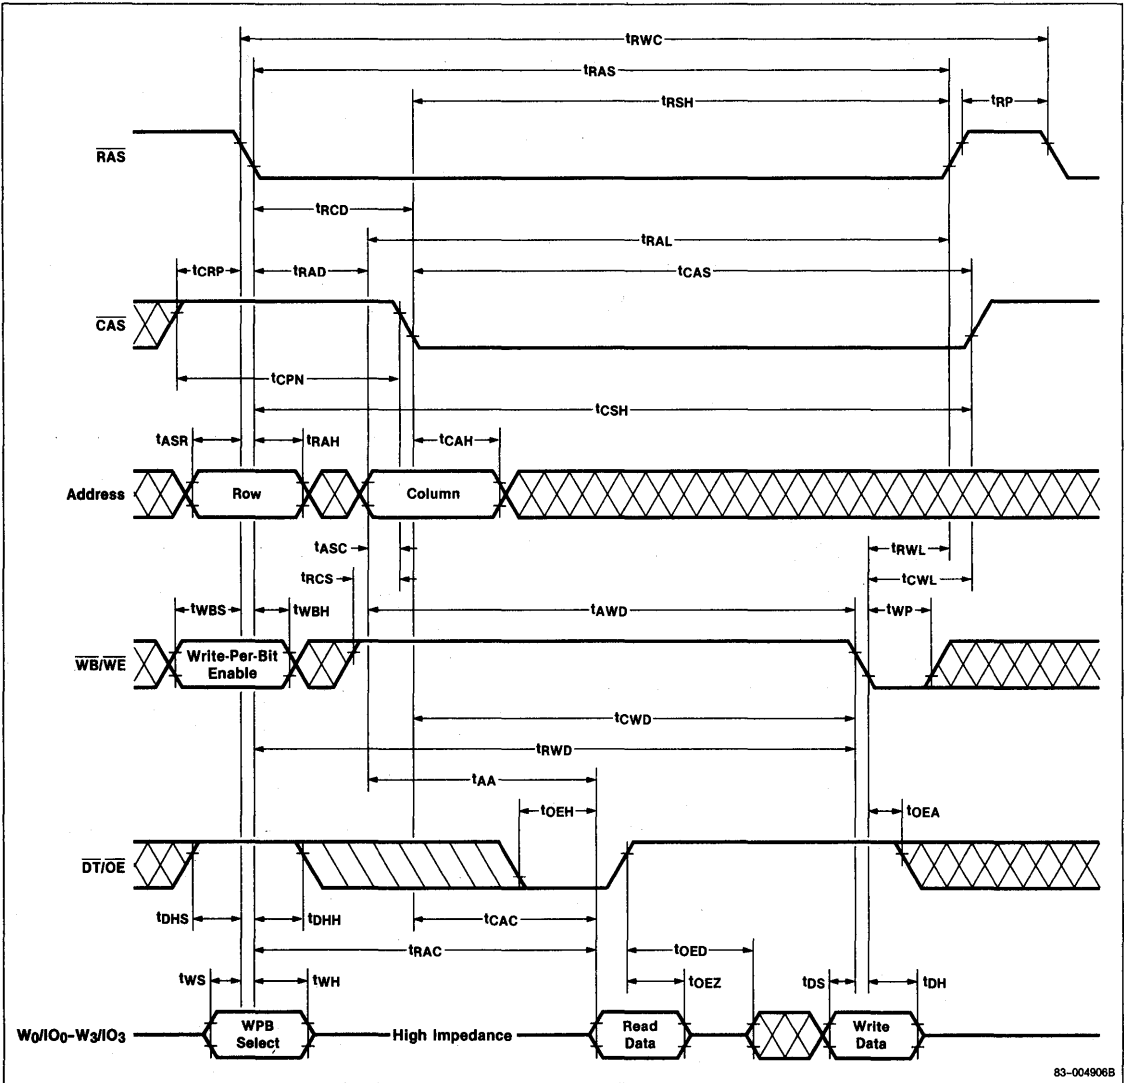 tRWC
tRAS
tRSH
tRP
RAS
tRCD
tRAL
tCRP
tRAD
tCAS
CAS
tCPN
tCSH
tASR
tRAH
tCAH
Address
Row
Column
tASC
tRWL
tRCS
tCWL
tWBS
tWBH
tAWD
tWP
WB/WE
Write-Per-Bit
Enable
tCWD
tRWD
tAA
tOEH
tOEA
DT/OE
tDHS
tDHH
tCAC
tRAC
tOED
tWS
tWH
tOEZ
tDS
tDH
W0/IO0-W3/IO3
WPB
Select
High Impedance
Read
Data
Write
Data
83-004906B